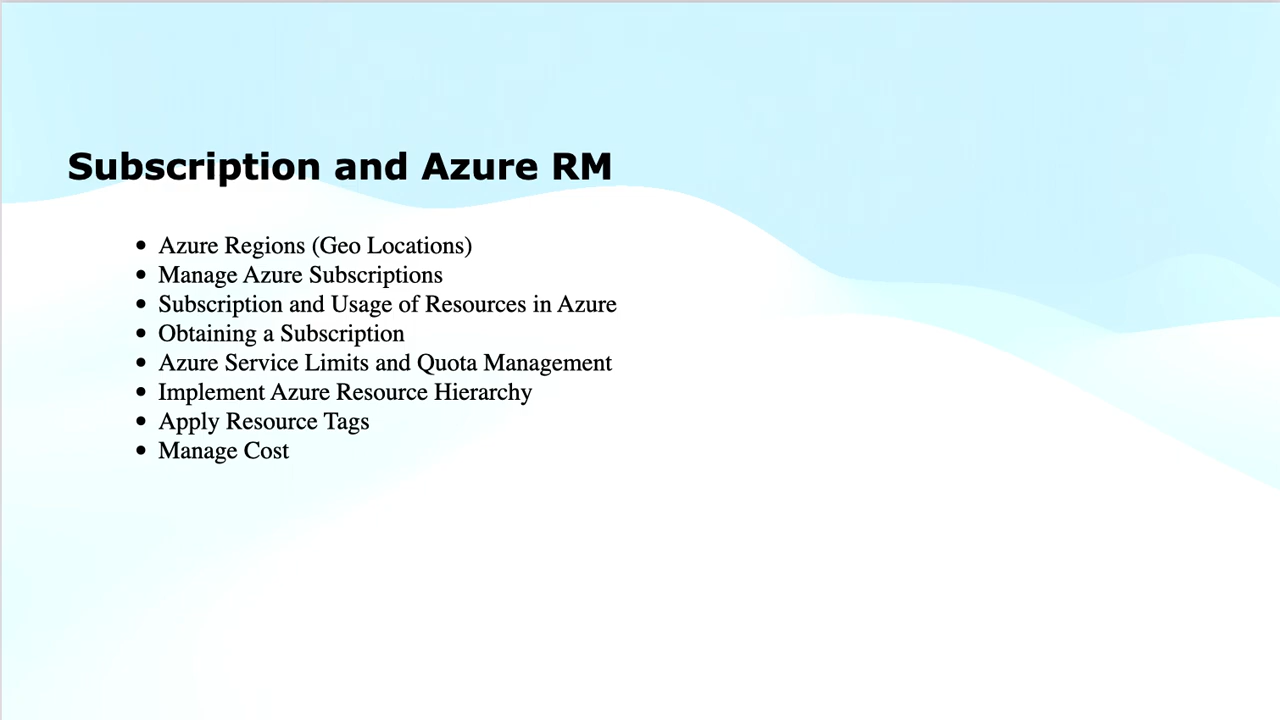 Subscription and Azure RM
• Azure Regions (Geo Locations)
• Manage Azure Subscriptions
• Subscription and Usage of Resources in Azure
• Obtaining a Subscription
• Azure Service Limits and Quota Management
• Implement Azure Resource Hierarchy
• Apply Resource Tags
• Manage Cost